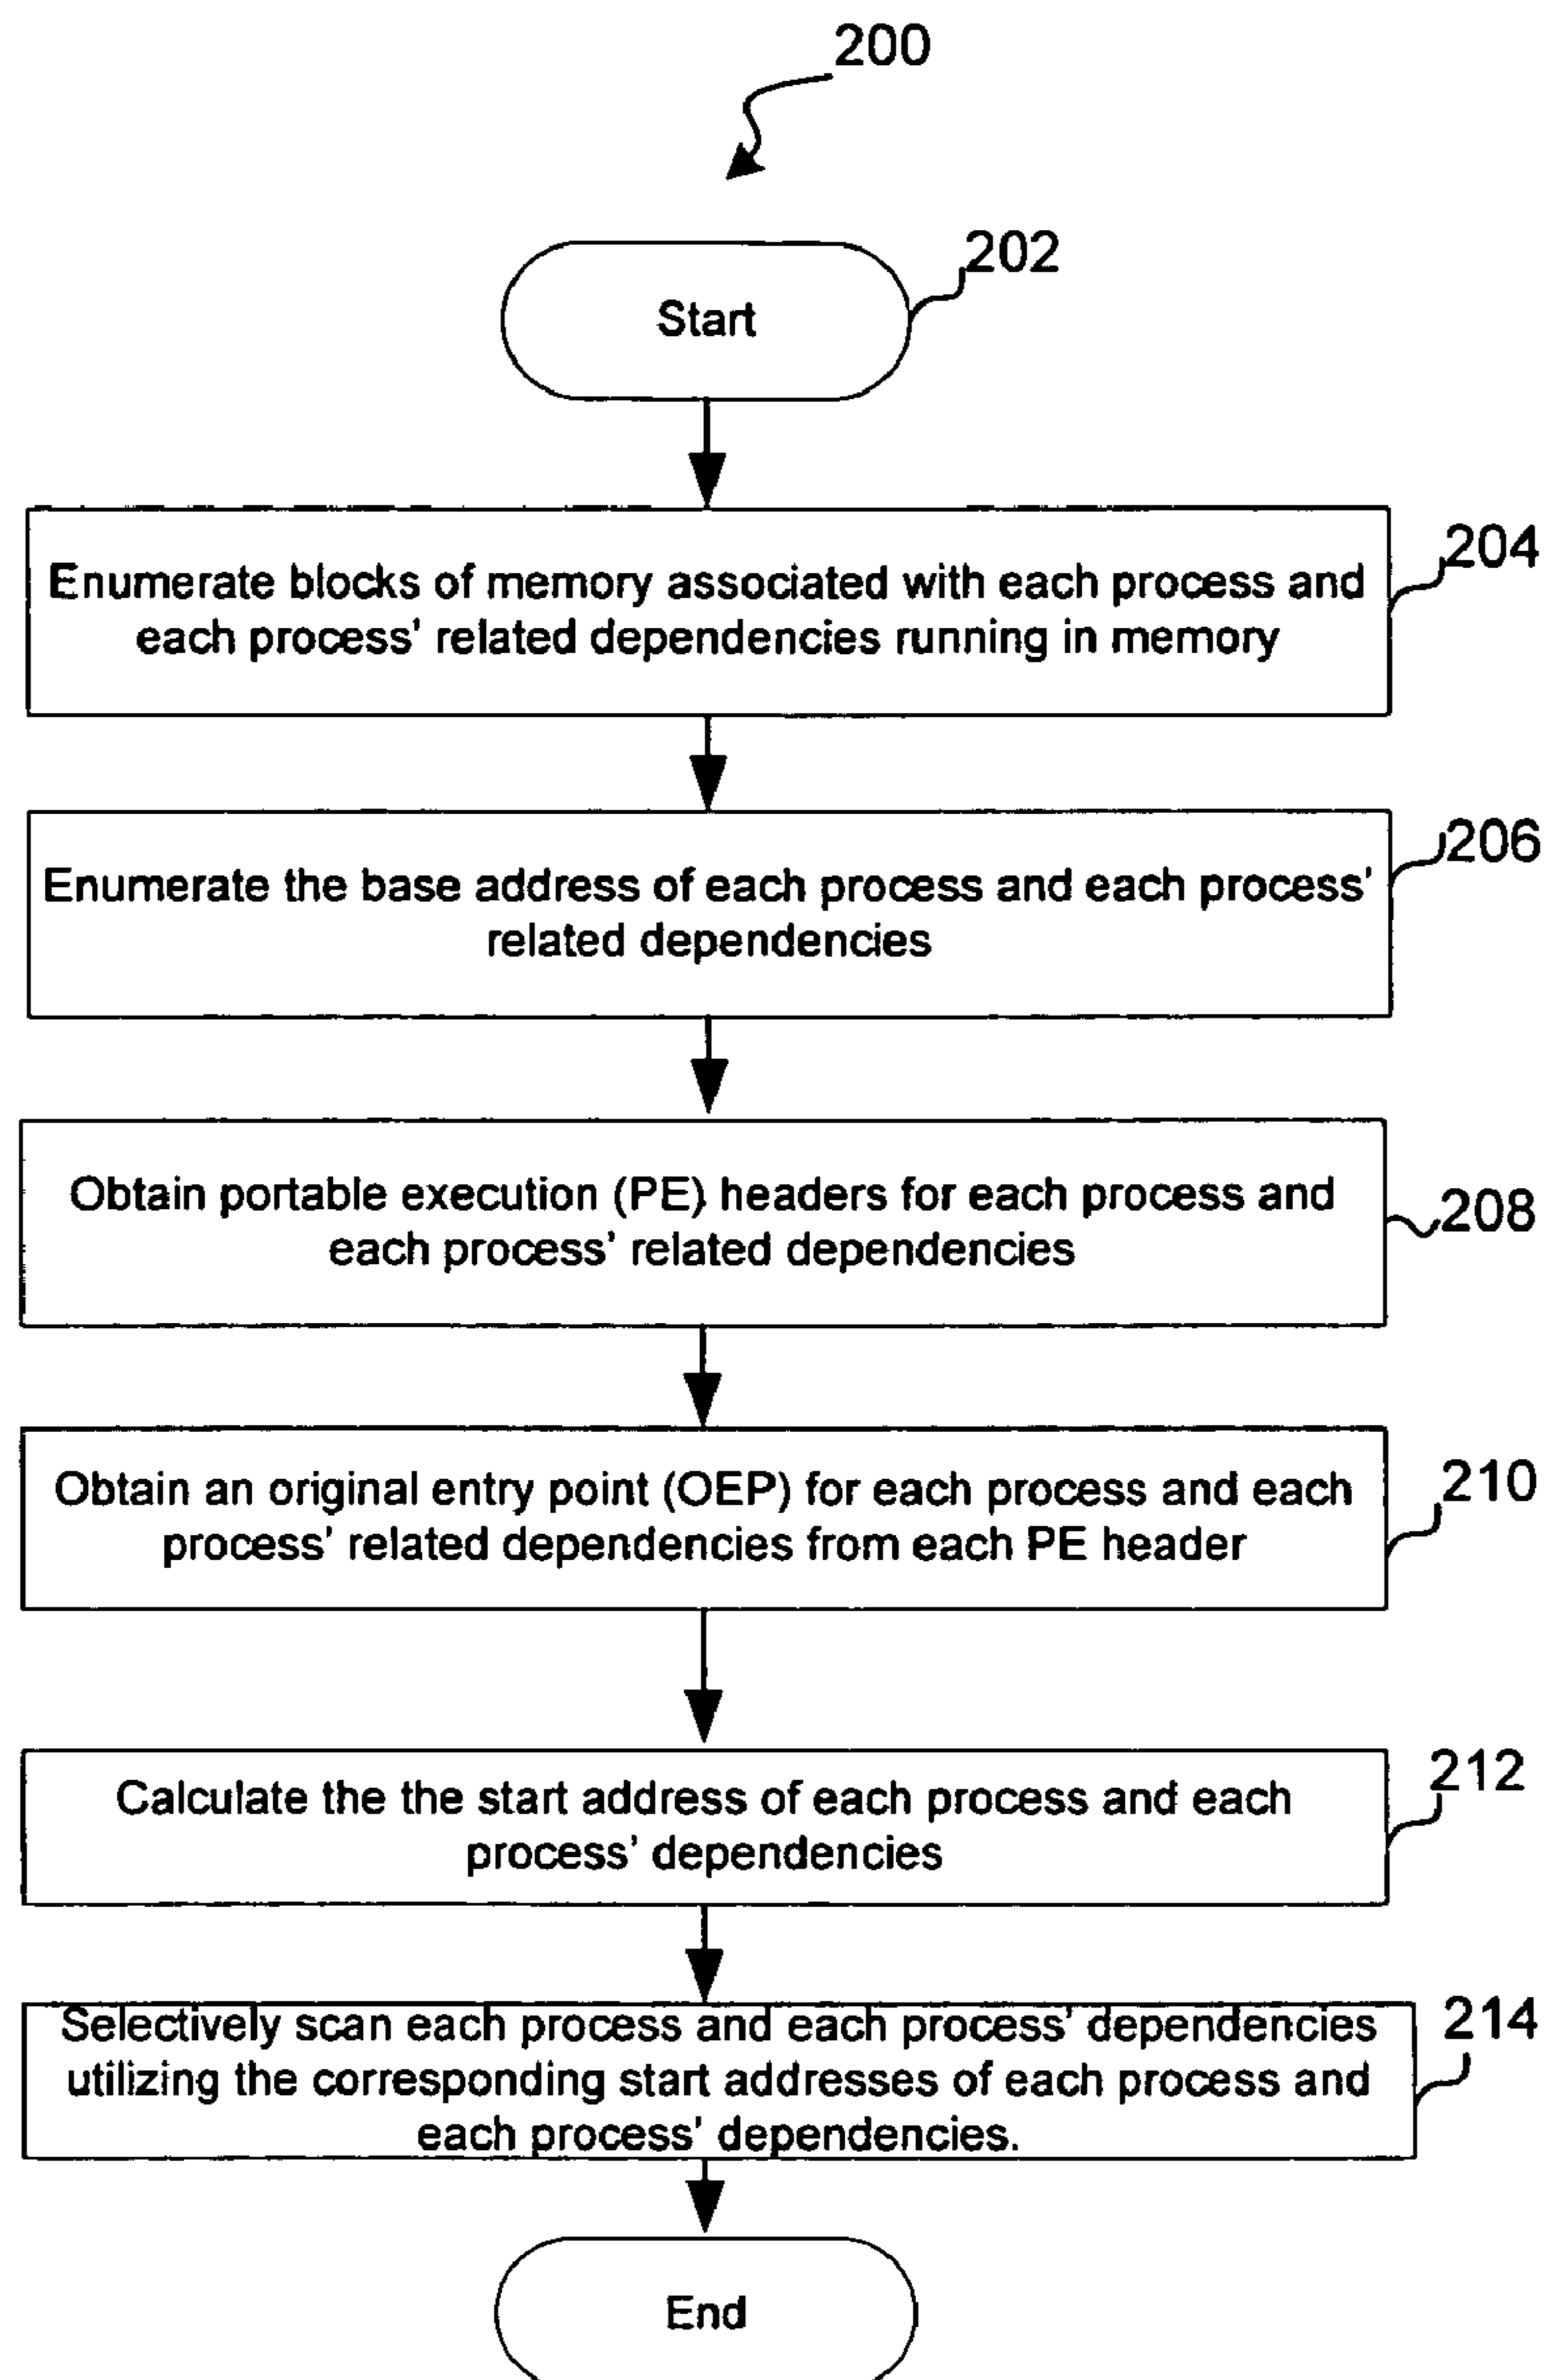 200
202
Start
204
Enumerate blocks of memory associated with each process and
each process' related dependencies running in memory
206
Enumerate the base address of each process and each process'
related dependencies
208
Obtain portable execution (PE) headers for each process and
each process' related dependencies
210
Obtain an original entry point (OEP) for each process and each
process' related dependencies from each PE header
212
Calculate the the start address of each process and each
process' dependencies
214
Selectively scan each process and each process' dependencies
utilizing the corresponding start addresses of each process and
each process' dependencies.
End